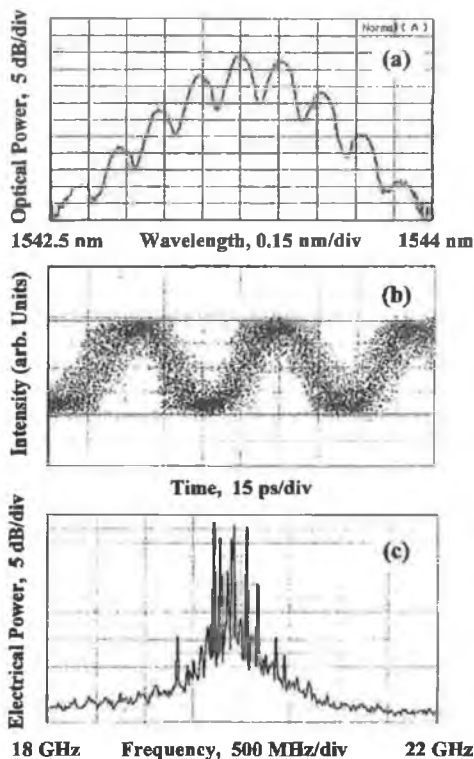 Normal ( A )
(a)
Optical Power, 5 dB/div
1542.5 nm Wavelength, 0.15 nm/div 1544 nm
(b)
Intensity (arb. Units)
Time, 15 ps/div
(c)
Electrical Power, 5 dB/div
18 GHz Frequency, 500 MHz/div 22 GHz